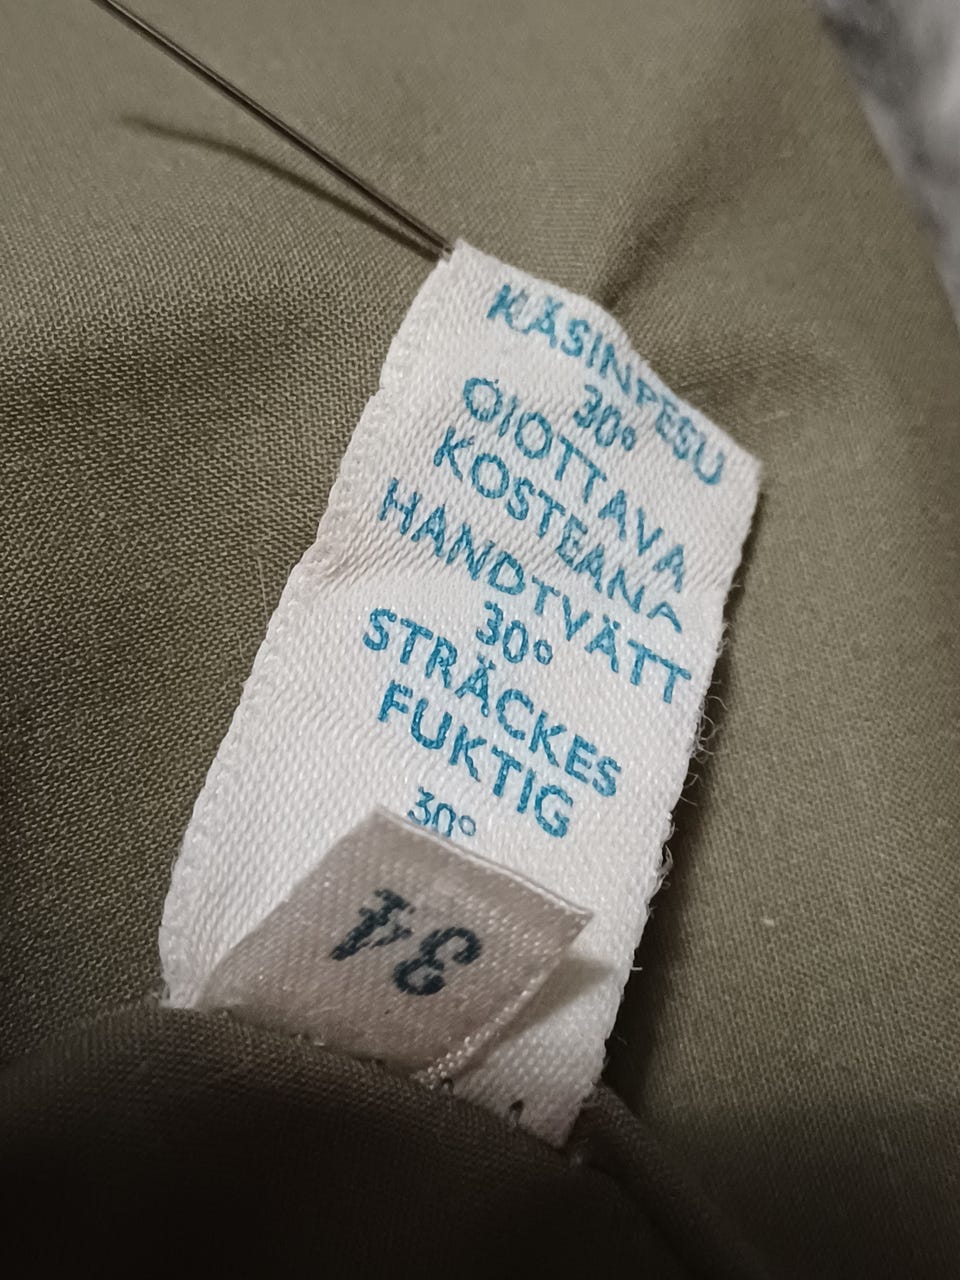 KÄSINPESU
30°
OIOTTAVA
KOSTEANA
HANDTVÄTT
30°
STRÄCKES
FUKTIG
30°
34